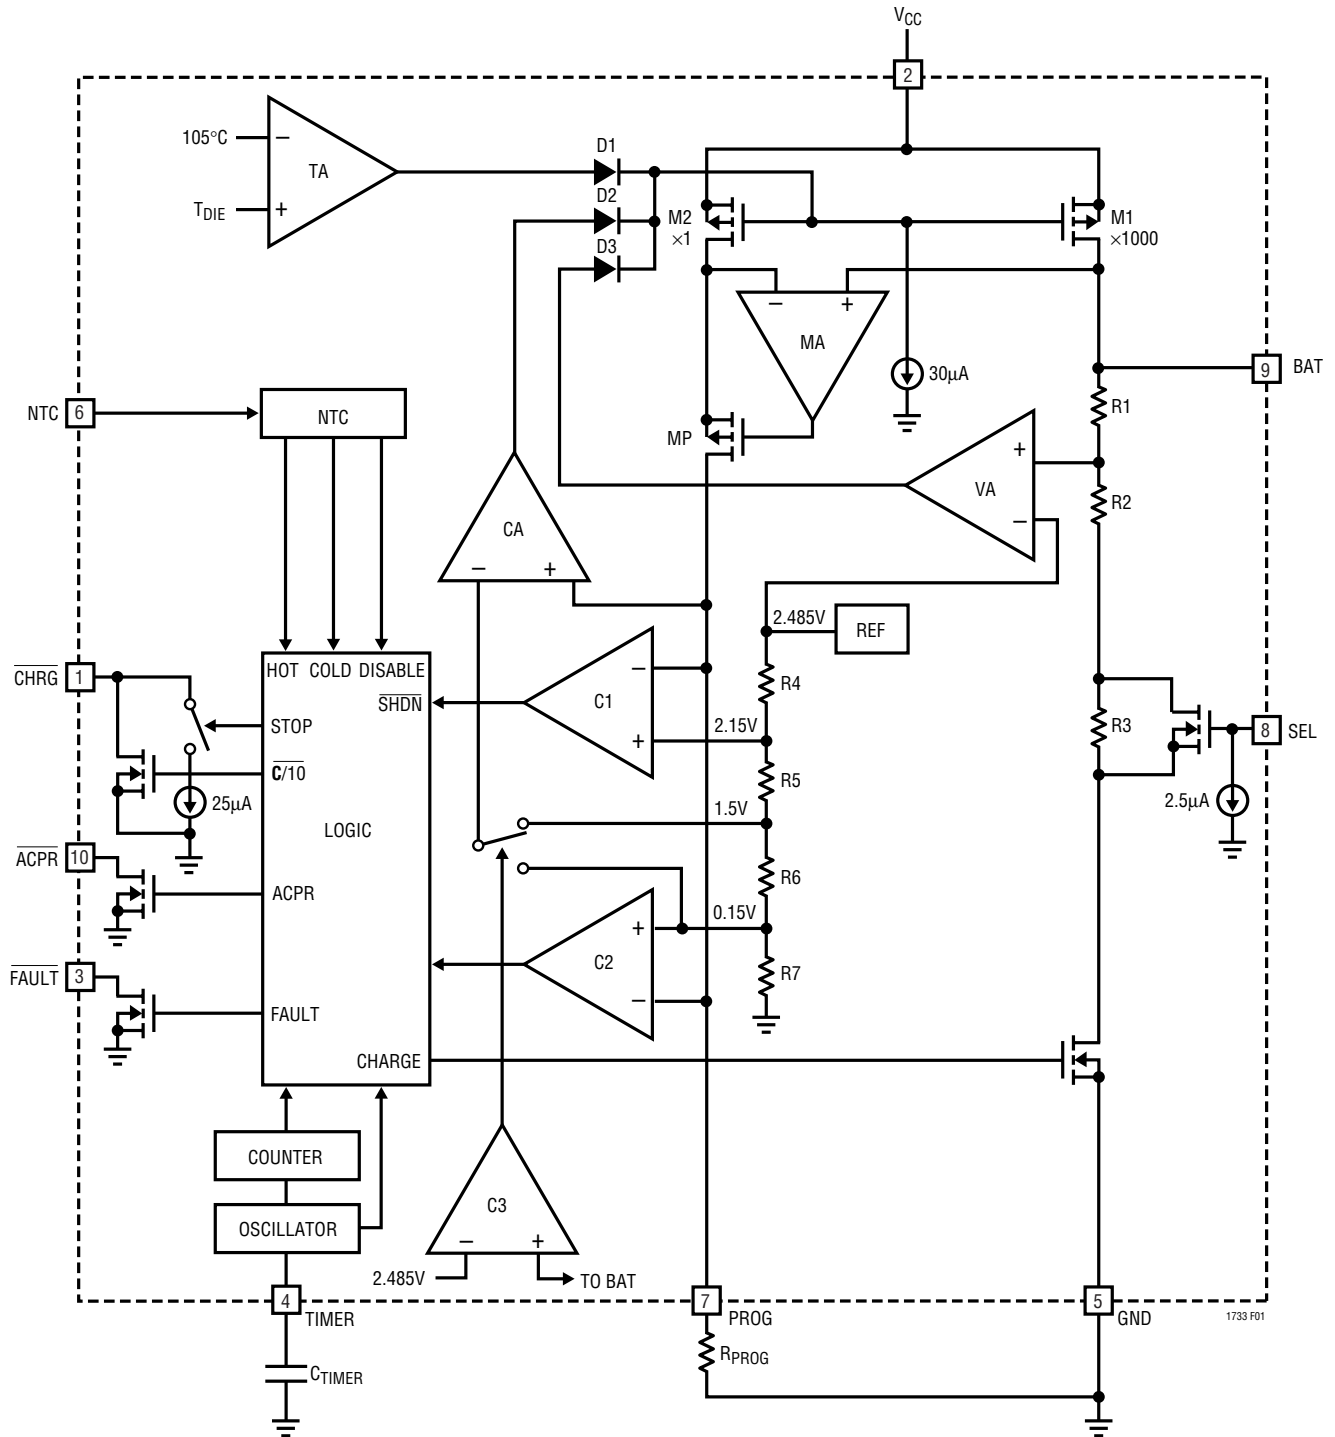 VCC
2
105°C
−
TA
TDIE
+
D1
D2
D3
M2
×1
M1
×1000
−
+
MA
30µA
9
BAT
NTC
6
NTC
MP
R1
+
VA
−
R2
CA
−
+
2.485V
REF
CHRG
1
HOT
COLD
DISABLE
SHDN
−
C1
+
R4
2.15V
STOP
C/10
25µA
LOGIC
R3
8
SEL
2.5µA
R5
1.5V
R6
0.15V
ACPR
10
ACPR
+
C2
−
R7
FAULT
3
FAULT
CHARGE
COUNTER
OSCILLATOR
C3
−
+
2.485V
TO BAT
4
TIMER
7
PROG
5
GND
1733 F01
RPROG
CTIMER